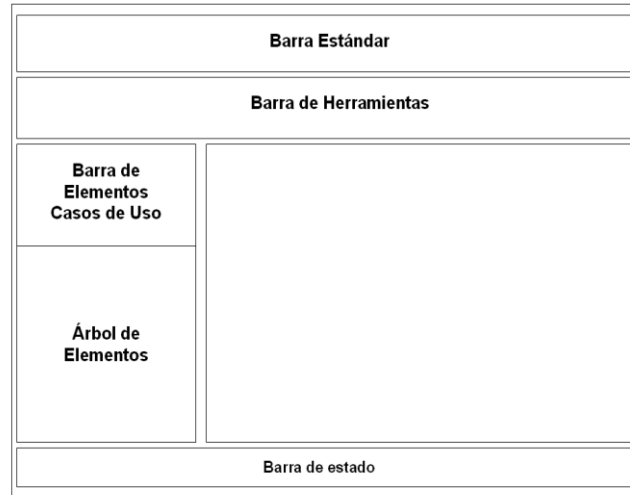 Barra Estándar
Barra de Herramientas
Barra de
Elementos
Casos de Uso
Árbol de
Elementos
Barra de estado